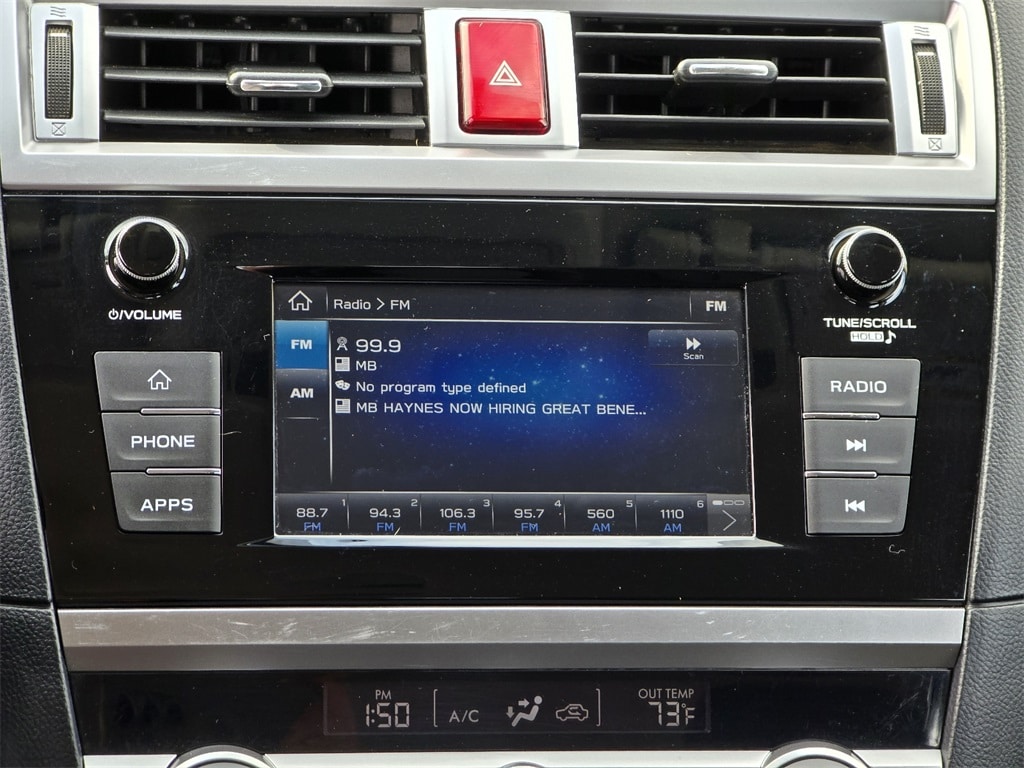 Radio > FM
FM
FM
AM
99.9
MB
No program type defined
MB HAYNES NOW HIRING GREAT BENE...
Scan
88.7 1
FM
94.3 2
FM
106.3 3
FM
95.7 4
FM
560 5
AM
1110 6
AM
/VOLUME
PHONE
APPS
TUNE/SCROLL
HOLD
RADIO
PM
1:50
A/C
OUT TEMP
73°F